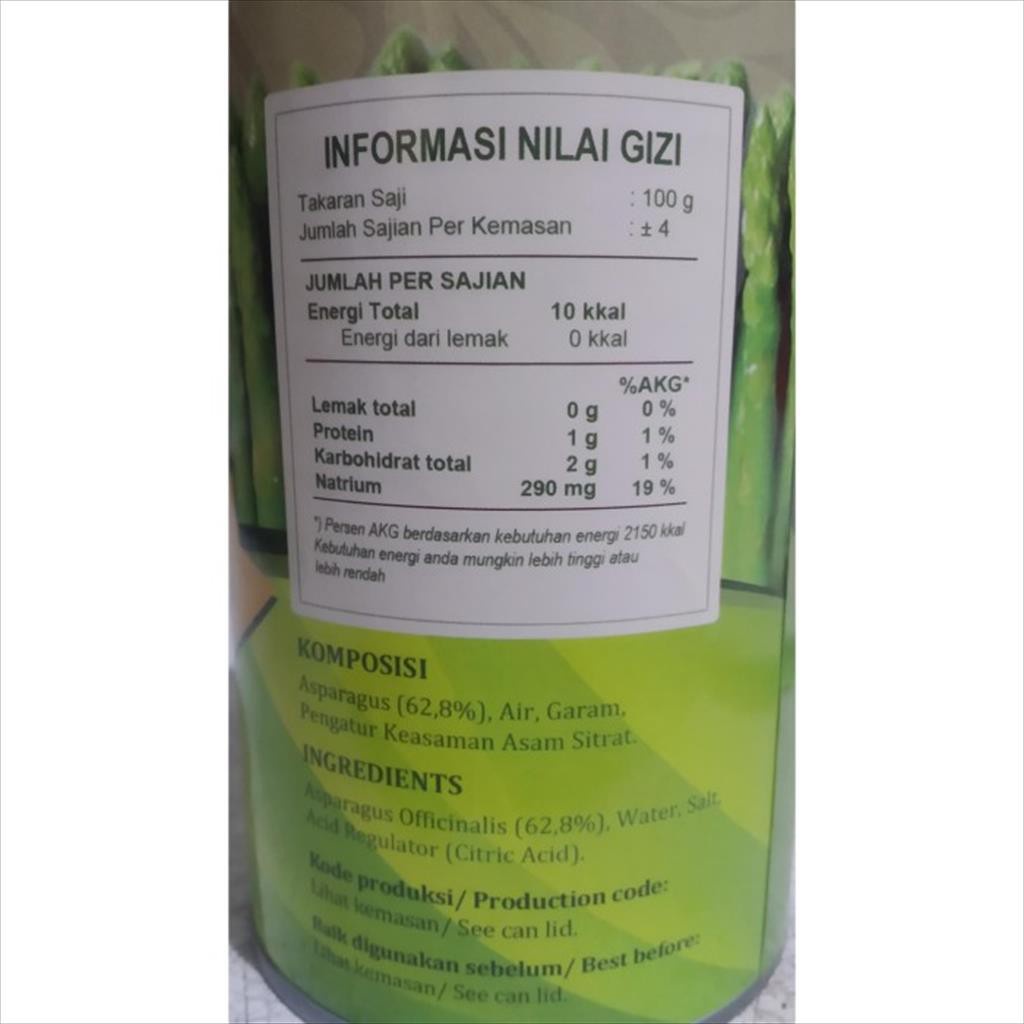 INFORMASI NILAI GIZI
Takaran Saji : 100 g
Jumlah Sajian Per Kemasan : ± 4
JUMLAH PER SAJIAN
Energi Total 10 kkal
Energi dari lemak 0 kkal
%AKG*
Lemak total 0 g 0 %
Protein 1 g 1 %
Karbohidrat total 2 g 1 %
Natrium 290 mg 19 %
*) Persen AKG berdasarkan kebutuhan energi 2150 kkal
Kebutuhan energi anda mungkin lebih tinggi atau
lebih rendah
KOMPOSISI
Asparagus (62,8%), Air, Garam,
Pengatur Keasaman Asam Sitrat.
INGREDIENTS
Asparagus Officinalis (62,8%), Water, Salt,
Acid Regulator (Citric Acid).
Kode produksi/ Production code:
Lihat kemasan/ See can lid.
Baik digunakan sebelum/ Best before:
Lihat kemasan/ See can lid.